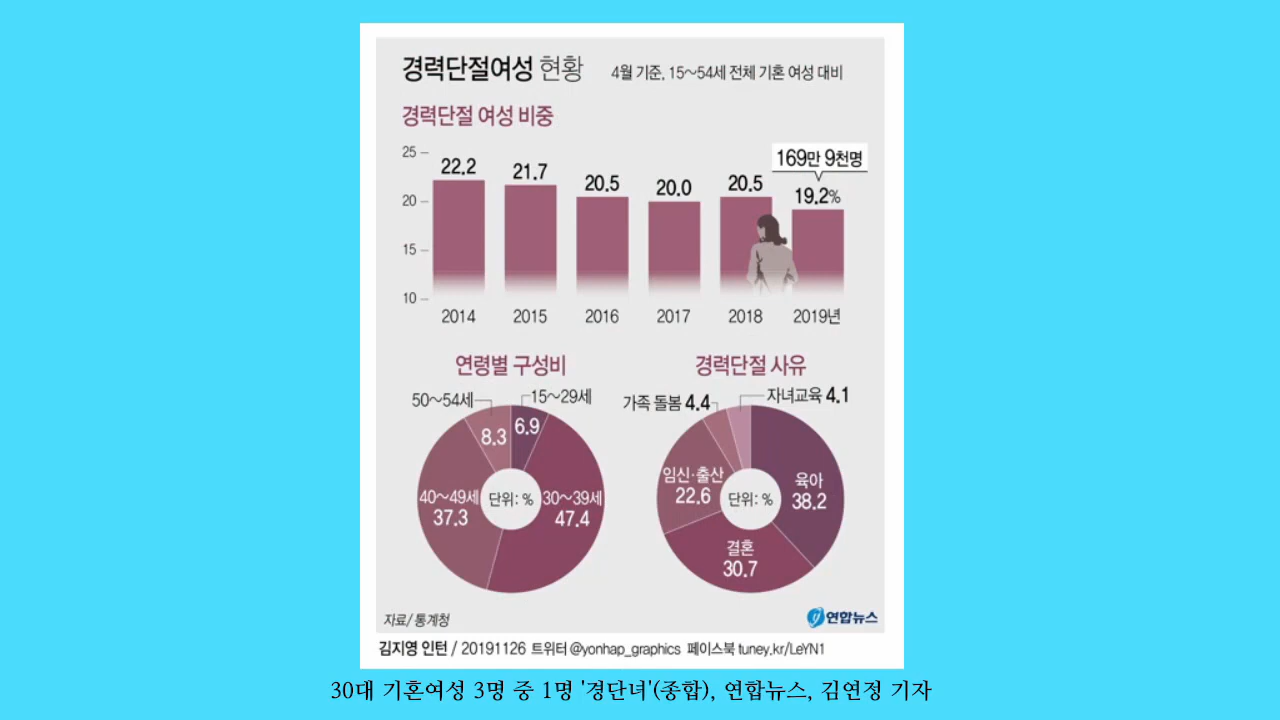 경력단절여성 현황 4월 기준, 15~54세 전체 기혼 여성 대비
경력단절 여성 비중
25
20
15
10
22.2
21.7
20.5
20.0
20.5
169만 9천명
19.2%
2014 2015 2016 2017 2018 2019년
연령별 구성비
50~54세
15~29세
8.3
6.9
40~49세
37.3
단위: %
30~39세
47.4
경력단절 사유
가족 돌봄 4.4
자녀교육 4.1
임신·출산
22.6
단위: %
육아
38.2
결혼
30.7
자료/통계청
연합뉴스
김지영 인턴 / 20191126 트위터 @yonhap_graphics 페이스북 tuney.kr/LeYN1
30대 기혼여성 3명 중 1명 '경단녀'(종합), 연합뉴스, 김연정 기자